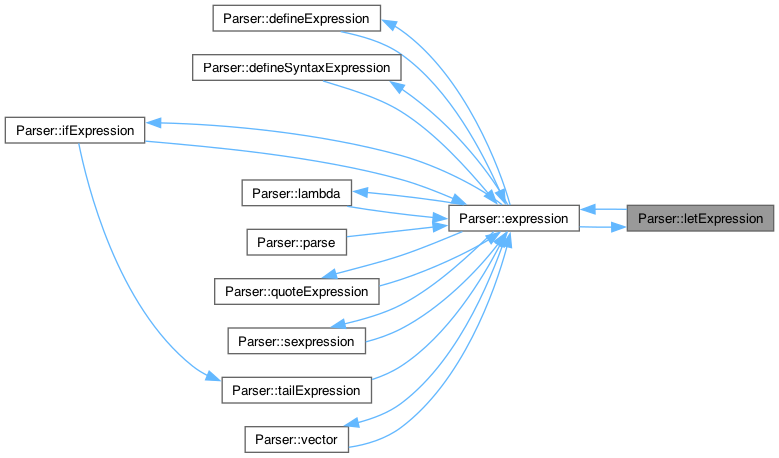 Parser::defineExpression
Parser::defineSyntaxExpression
Parser::ifExpression
Parser::lambda
Parser::expression
Parser::letExpression
Parser::parse
Parser::quoteExpression
Parser::sexpression
Parser::tailExpression
Parser::vector